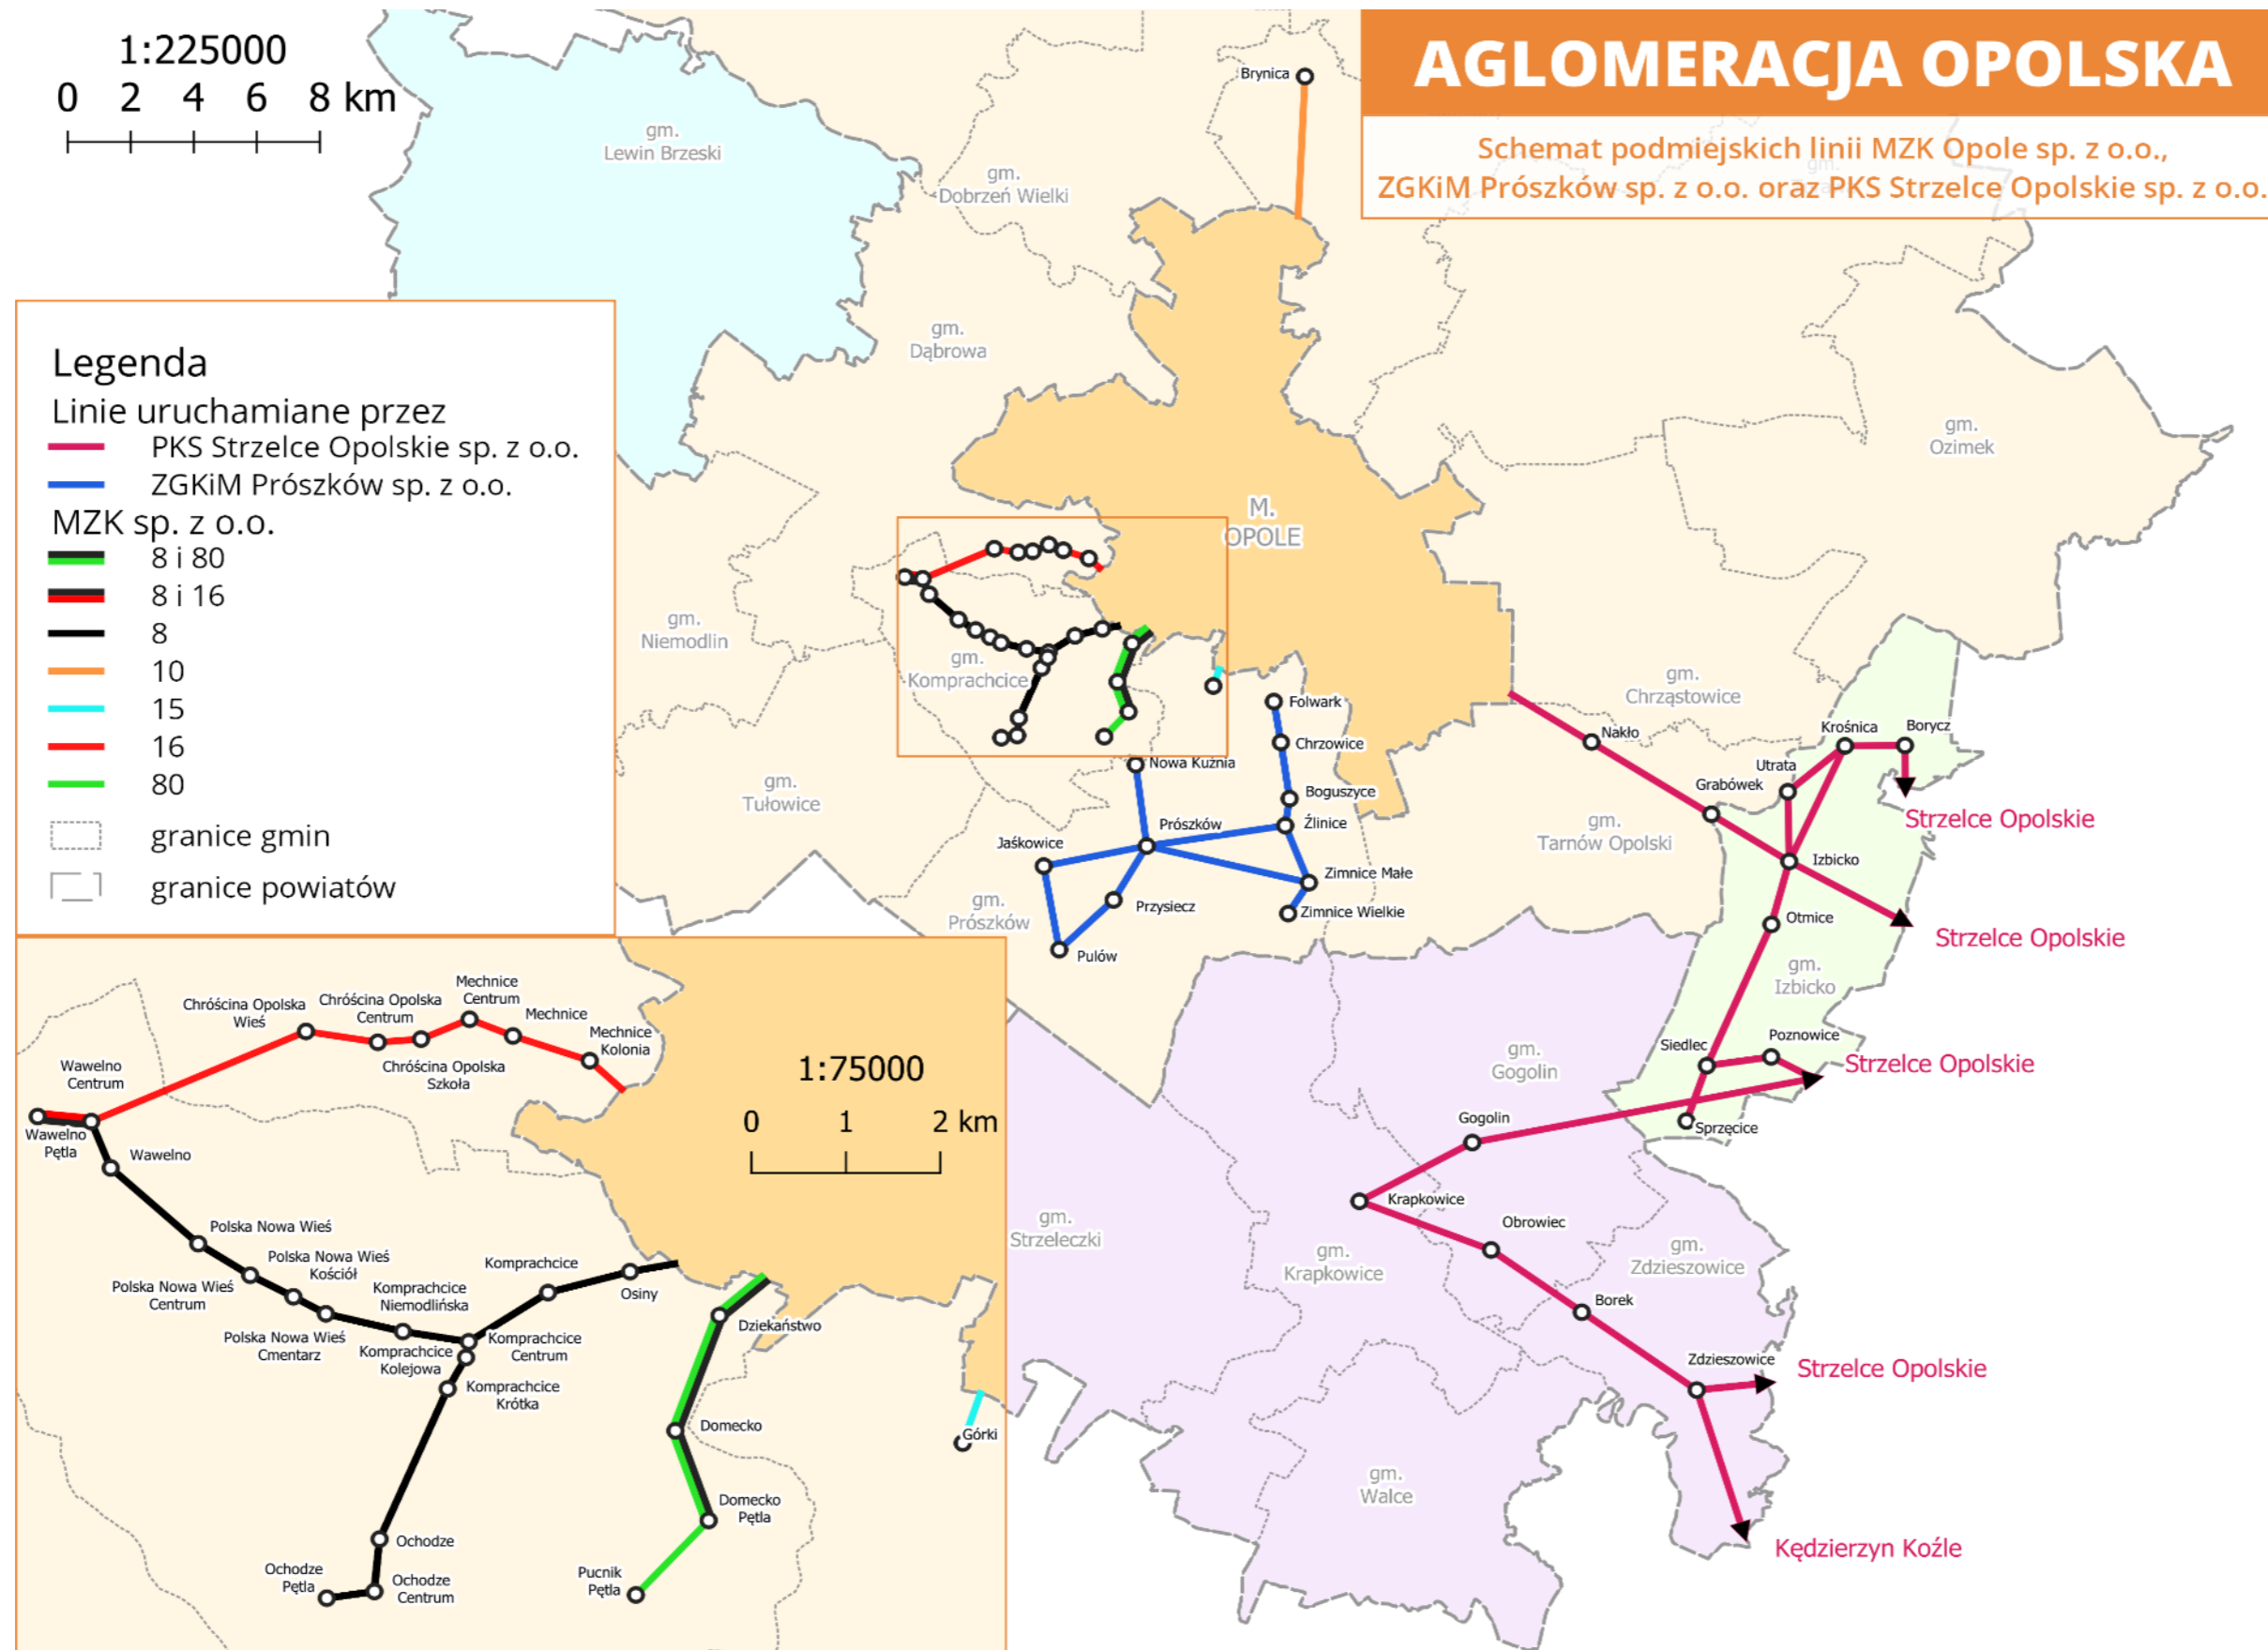 1:225000
0 2 4 6 8 km
AGLOMERACJA OPOLSKA
Schemat podmiejskich linii MZK Opole sp. z o.o.,
ZGKiM Prószków sp. z o.o. oraz PKS Strzelce Opolskie sp. z o.o.
Legenda
Linie uruchamiane przez
PKS Strzelce Opolskie sp. z o.o.
ZGKiM Prószków sp. z o.o.
MZK sp. z o.o.
8 i 80
8 i 16
8
10
15
16
80
granice gmin
granice powiatów
Brynica
gm.
Lewin Brzeski
gm.
Dobrzeń Wielki
gm.
Dąbrowa
gm.
Ozimek
M.
OPOLE
gm.
Niemodlin
gm.
Komprachcice
gm.
Chrząstowice
gm.
Tułowice
gm.
Tarnów Opolski
gm.
Prószków
gm.
Izbicko
gm.
Gogolin
gm.
Strzeleczki
gm.
Krapkowice
gm.
Zdzieszowice
gm.
Walce
Folwark
Chrzowice
Nowa Kuźnia
Boguszyce
Prószków
Źlinice
Jaśkowice
Zimnice Małe
Przysiecz
Zimnice Wielkie
Pulów
Nakło
Krośnica
Borycz
Utrata
Grabówek
Strzelce Opolskie
Izbicko
Otmice
Strzelce Opolskie
Siedlec
Poznowice
Strzelce Opolskie
Sprzęcice
Gogolin
Krapkowice
Obrowiec
Borek
Zdzieszowice
Strzelce Opolskie
Kędzierzyn Koźle
1:75000
0 1 2 km
Mechnice
Centrum
Chróścina Opolska
Wieś
Chróścina Opolska
Centrum
Mechnice
Mechnice
Kolonia
Chróścina Opolska
Szkoła
Wawelno
Centrum
Wawelno
Pętla
Wawelno
Polska Nowa Wieś
Polska Nowa Wieś
Kościół
Polska Nowa Wieś
Centrum
Komprachcice
Niemodlińska
Komprachcice
Osiny
Polska Nowa Wieś
Cmentarz
Komprachcice
Kolejowa
Komprachcice
Centrum
Komprachcice
Krótka
Dziekaństwo
Domecko
Górki
Domecko
Pętla
Ochodze
Ochodze
Pętla
Ochodze
Centrum
Pucnik
Pętla